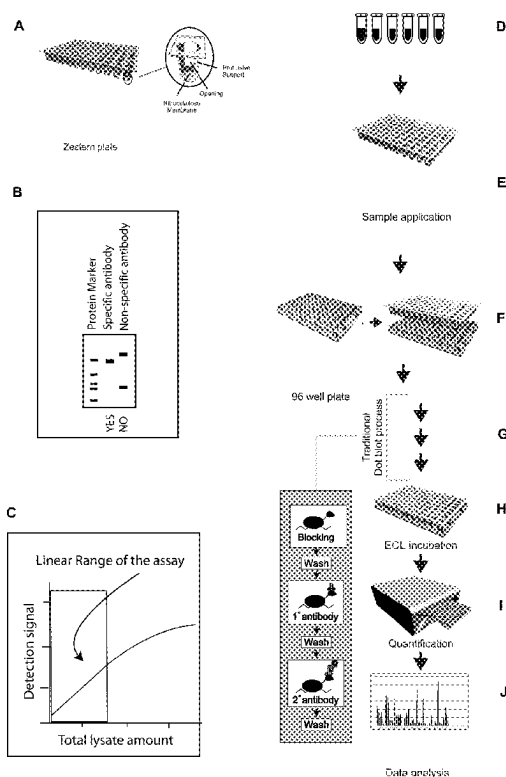 A
Protrusive
Support
Opening
Nitrocellulose
Membrane
Zestern plate
B
Protein Marker
Specific antibody
Non-specific antibody
YES
NO
C
Linear Range of the assay
Detection signal
Total lysate amount
D
E
Sample application
F
96 well plate
G
Traditional
Dot blot process
H
ECL incubation
Blocking
Wash
1° antibody
Wash
2° antibody
Wash
I
Quantification
J
Data analysis